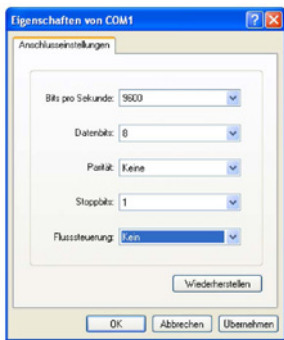 Eigenschaften von COM1
Anschlusseinstellungen
Bits pro Sekunde: 9600
Datenbits: 8
Parität: Keine
Stoppbits: 1
Flusssteuerung: Kein
Wiederherstellen
OK Abbrechen Übernehmen